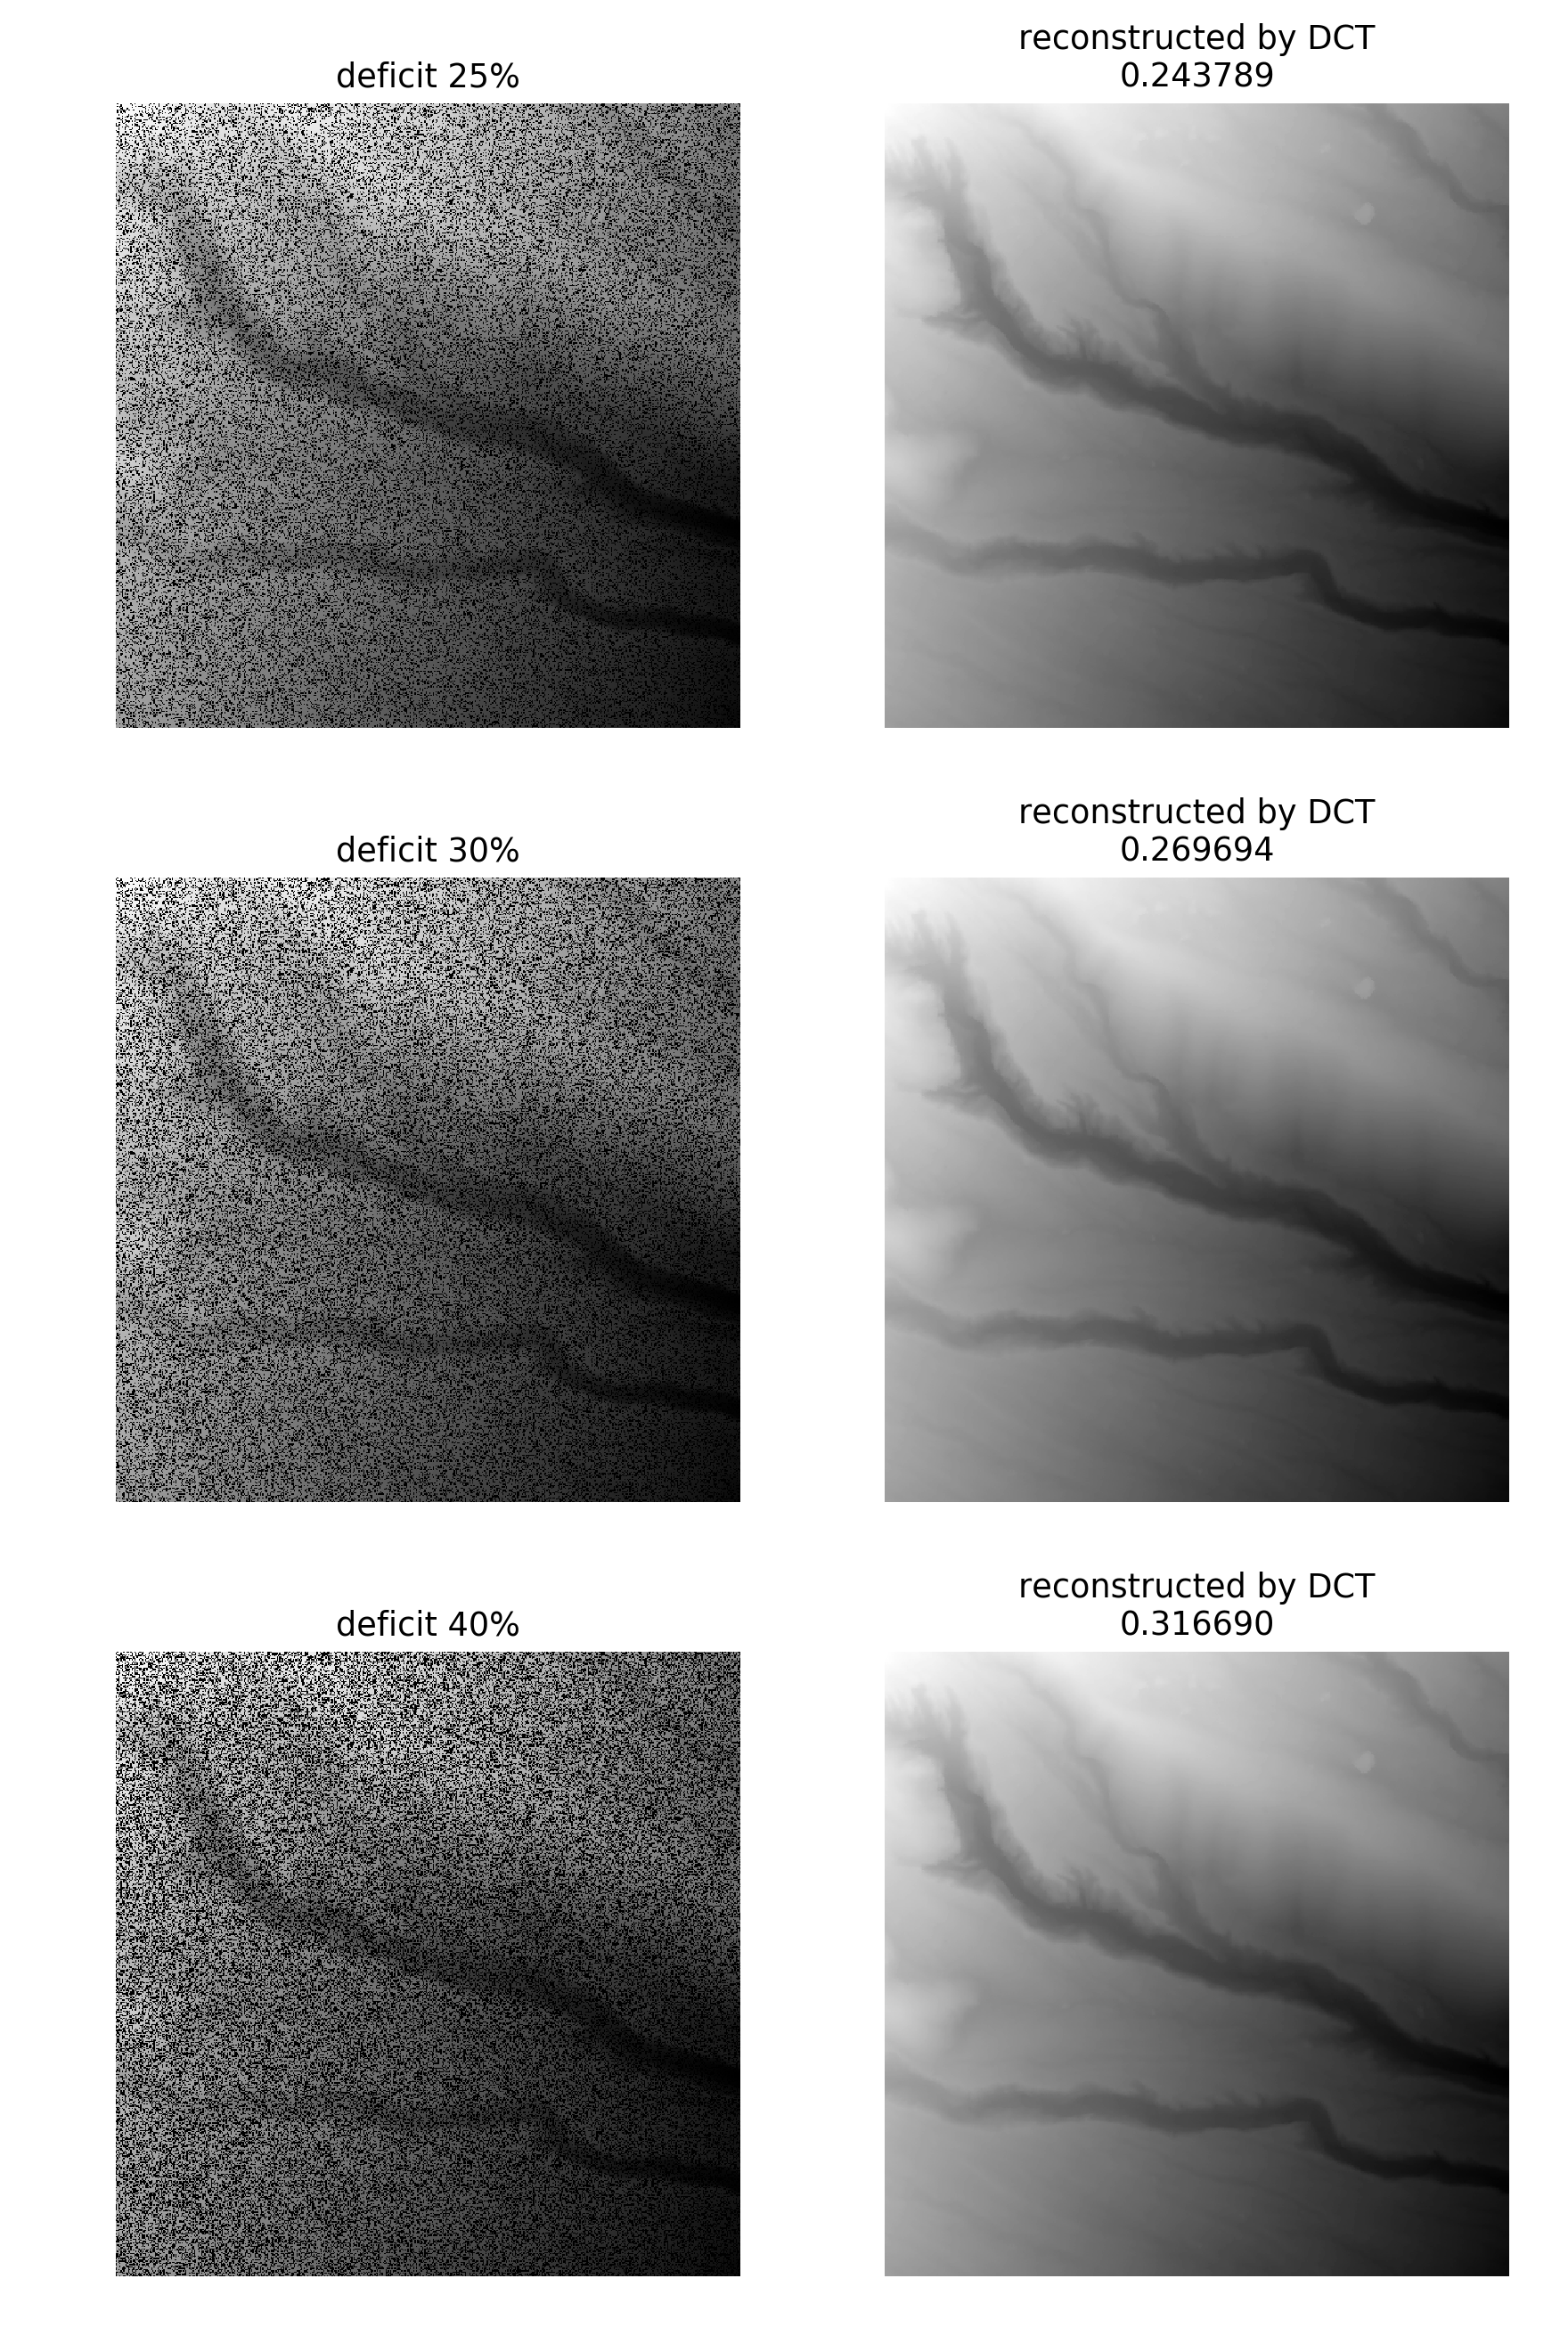 deficit 25%
reconstructed by DCT
0.243789
deficit 30%
reconstructed by DCT
0.269694
deficit 40%
reconstructed by DCT
0.316690